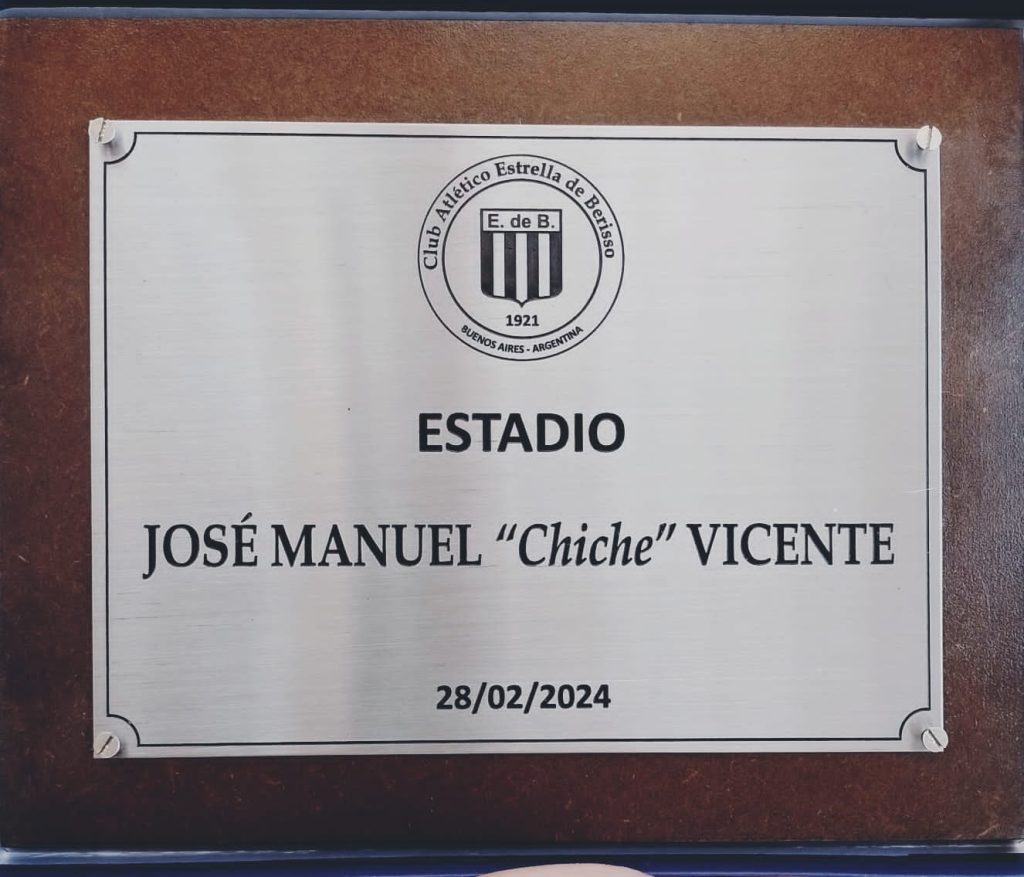 Club Atlético Estrella de Berisso
E. de B.
1921
BUENOS AIRES - ARGENTINA
ESTADIO
JOSÉ MANUEL “Chiche” VICENTE
28/02/2024